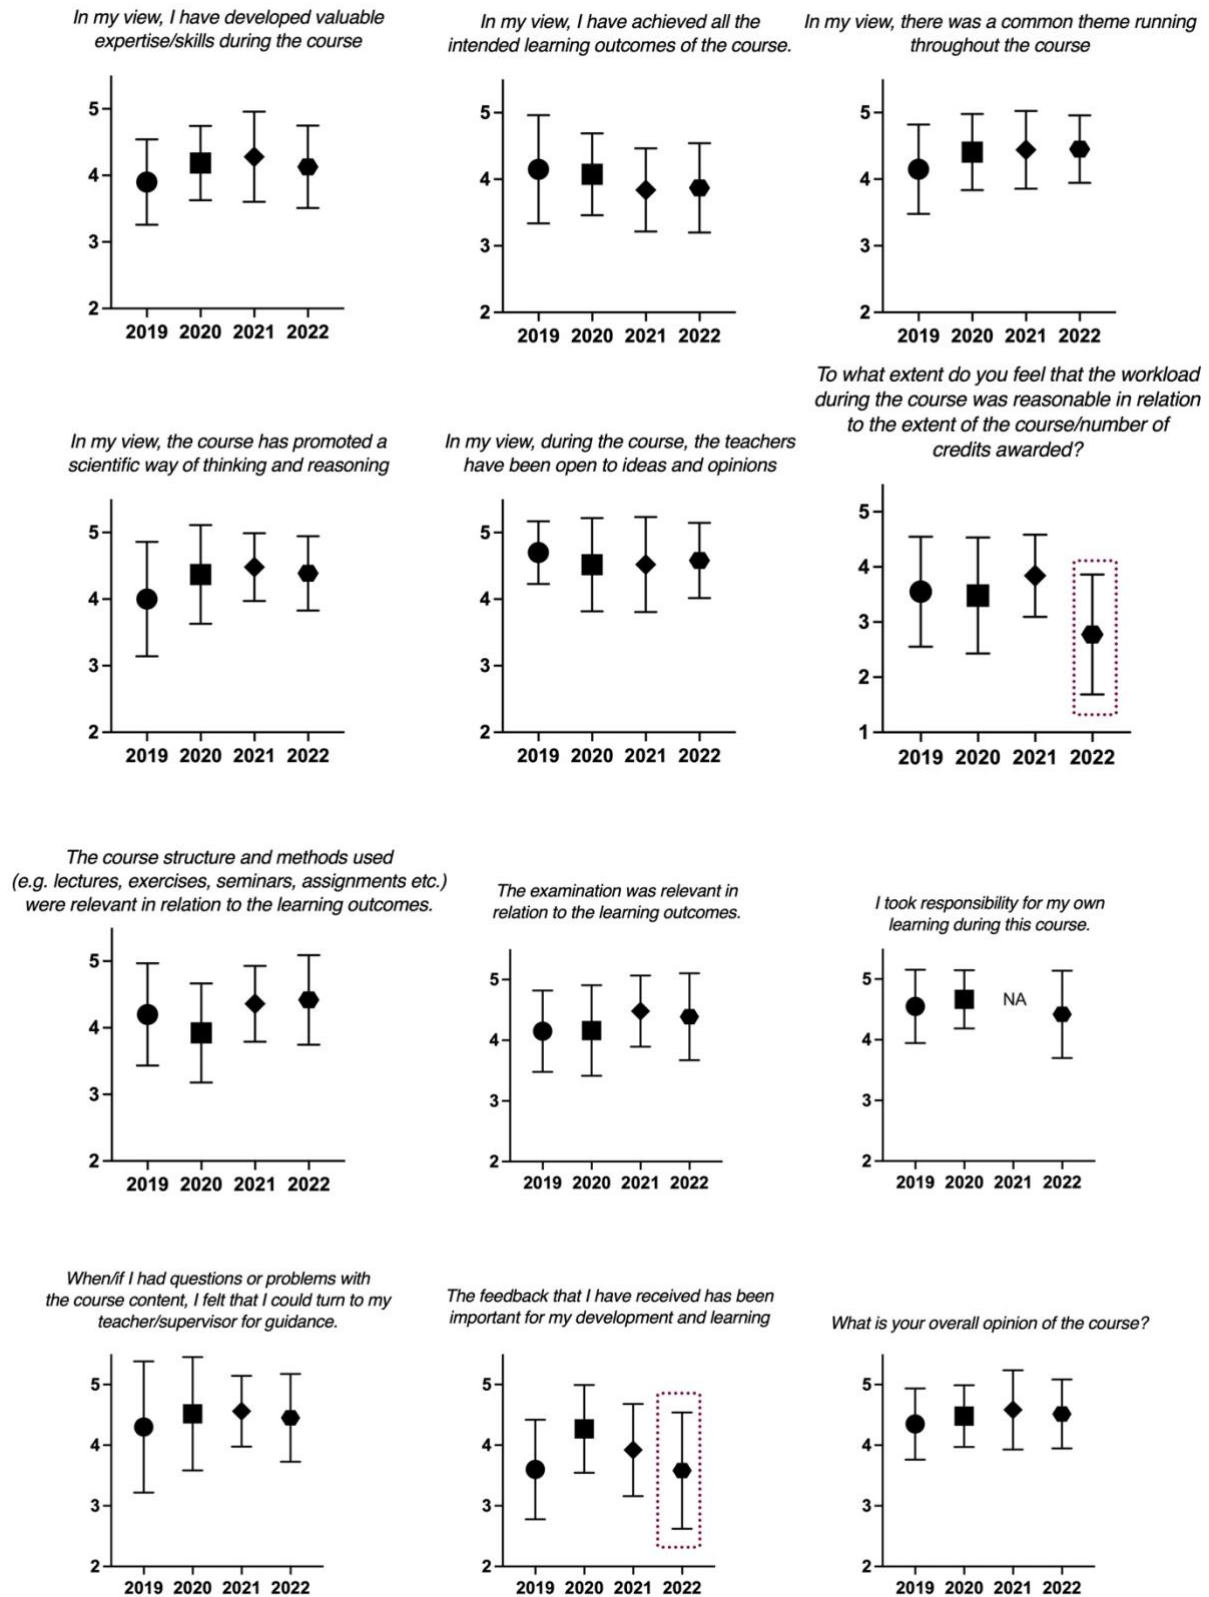 In my view, I have developed valuable
expertise/skills during the course
5
4
3
2
2019 2020 2021 2022
In my view, I have achieved all the
intended learning outcomes of the course.
5
4
3
2
2019 2020 2021 2022
In my view, there was a common theme running
throughout the course
5
4
3
2
2019 2020 2021 2022
In my view, the course has promoted a
scientific way of thinking and reasoning
5
4
3
2
2019 2020 2021 2022
In my view, during the course, the teachers
have been open to ideas and opinions
5
4
3
2
2019 2020 2021 2022
To what extent do you feel that the workload
during the course was reasonable in relation
to the extent of the course/number of
credits awarded?
5
4
3
2
1
2019 2020 2021 2022
The course structure and methods used
(e.g. lectures, exercises, seminars, assignments etc.)
were relevant in relation to the learning outcomes.
5
4
3
2
2019 2020 2021 2022
The examination was relevant in
relation to the learning outcomes.
5
4
3
2
2019 2020 2021 2022
I took responsibility for my own
learning during this course.
5
NA
4
3
2
2019 2020 2021 2022
When/if I had questions or problems with
the course content, I felt that I could turn to my
teacher/supervisor for guidance.
5
4
3
2
2019 2020 2021 2022
The feedback that I have received has been
important for my development and learning
5
4
3
2
2019 2020 2021 2022
What is your overall opinion of the course?
5
4
3
2
2019 2020 2021 2022